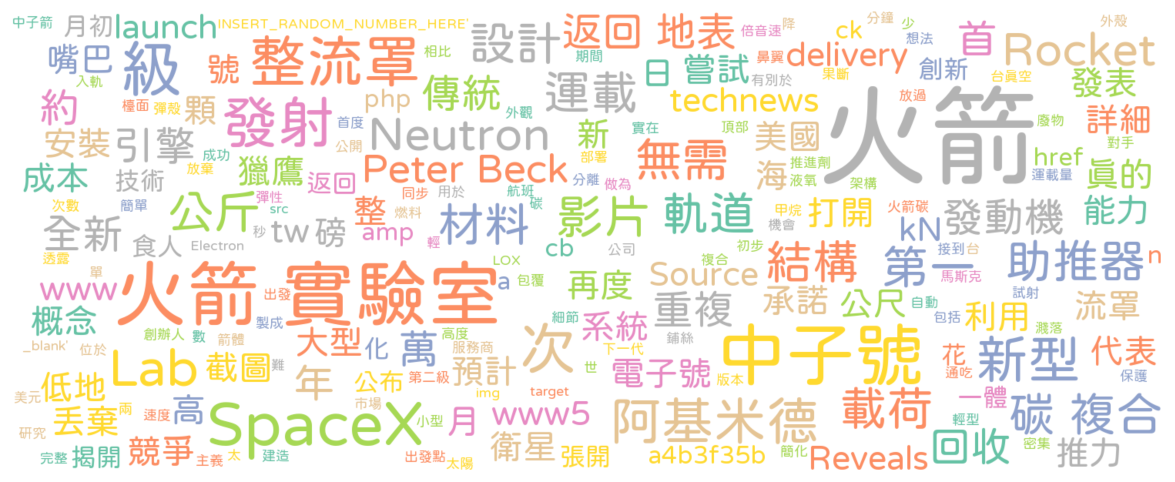 中子箭 月初 launch INSERT_RANDOM_NUMBER_HERE' 設計 返回 地表 倍音速 降 分鐘 少 外殼
嘴巴 級 入軌 號 整流罩 相比 期間 鼻翼 delivery ck 想法 首 Rocket
檯面 彈殼 顆 php 傳統 運載 日 嘗試 有別於 果斷 創新 台真空 發表
約 發射 首度 外觀 新 實在 頂部 technews 放過 火箭 廢物 詳細
安裝 引擎 成功 公開 Neutron 部署 無需 美國 對手
成本 技術 放棄 獵鷹 返回 Peter Beck 分離 做為 海 推進劑 液氧 架構 href 運載量 真的
次數 簡單 公斤 彈性 src 整 同步 燃料 材料 用於 航班 碳 影片 軌道 甲烷 機會 打開 火箭碳 發動機 能力
全新 食人 Electron 秒 tw 磅 amp 輕 cb 公司 初步 kN 接到 台
透露 單 火箭 實驗室 LOX a 包覆 再度 Source 複合 結構 馬斯克 第一 試射 助推器 n
www 出發 細節 系統 重複 承諾 公尺 自動 流罩
概念 創辦人 數 製成 大型 化 萬 高度 次 鋪絲 包括 利用 濺落
_blank' 位於 箭體 難 服務商 下一代 中子號 花 新型 代表
美元 低地 Lab 截圖 年 公布 第二級 預計 世 電子號 版本 通吃 保護
丟棄 兩 高 市場 img target 載荷 一體 碳 複合
研究 速度 SpaceX 小型 月 www5 阿基米德 輕型
完整 揭開 競爭 主義 太 建造 出發點 太陽 衛星 張開 a4b3f35b 簡化 Reveals 回收 密集 推力